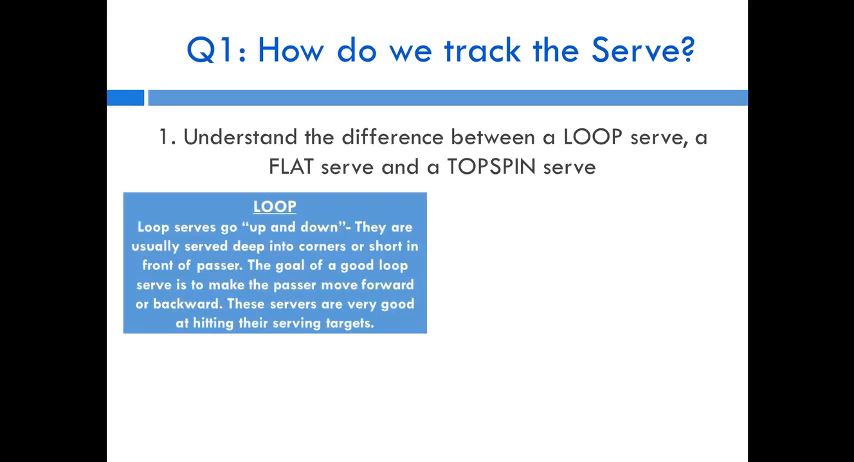 Q1: How do we track the Serve?
1. Understand the difference between a LOOP serve, a
FLAT serve and a TOPSPIN serve
LOOP
Loop serves go “up and down”- They are
usually served deep into corners or short in
front of passer. The goal of a good loop
serve is to make the passer move forward
or backward. These servers are very good
at hitting their serving targets.